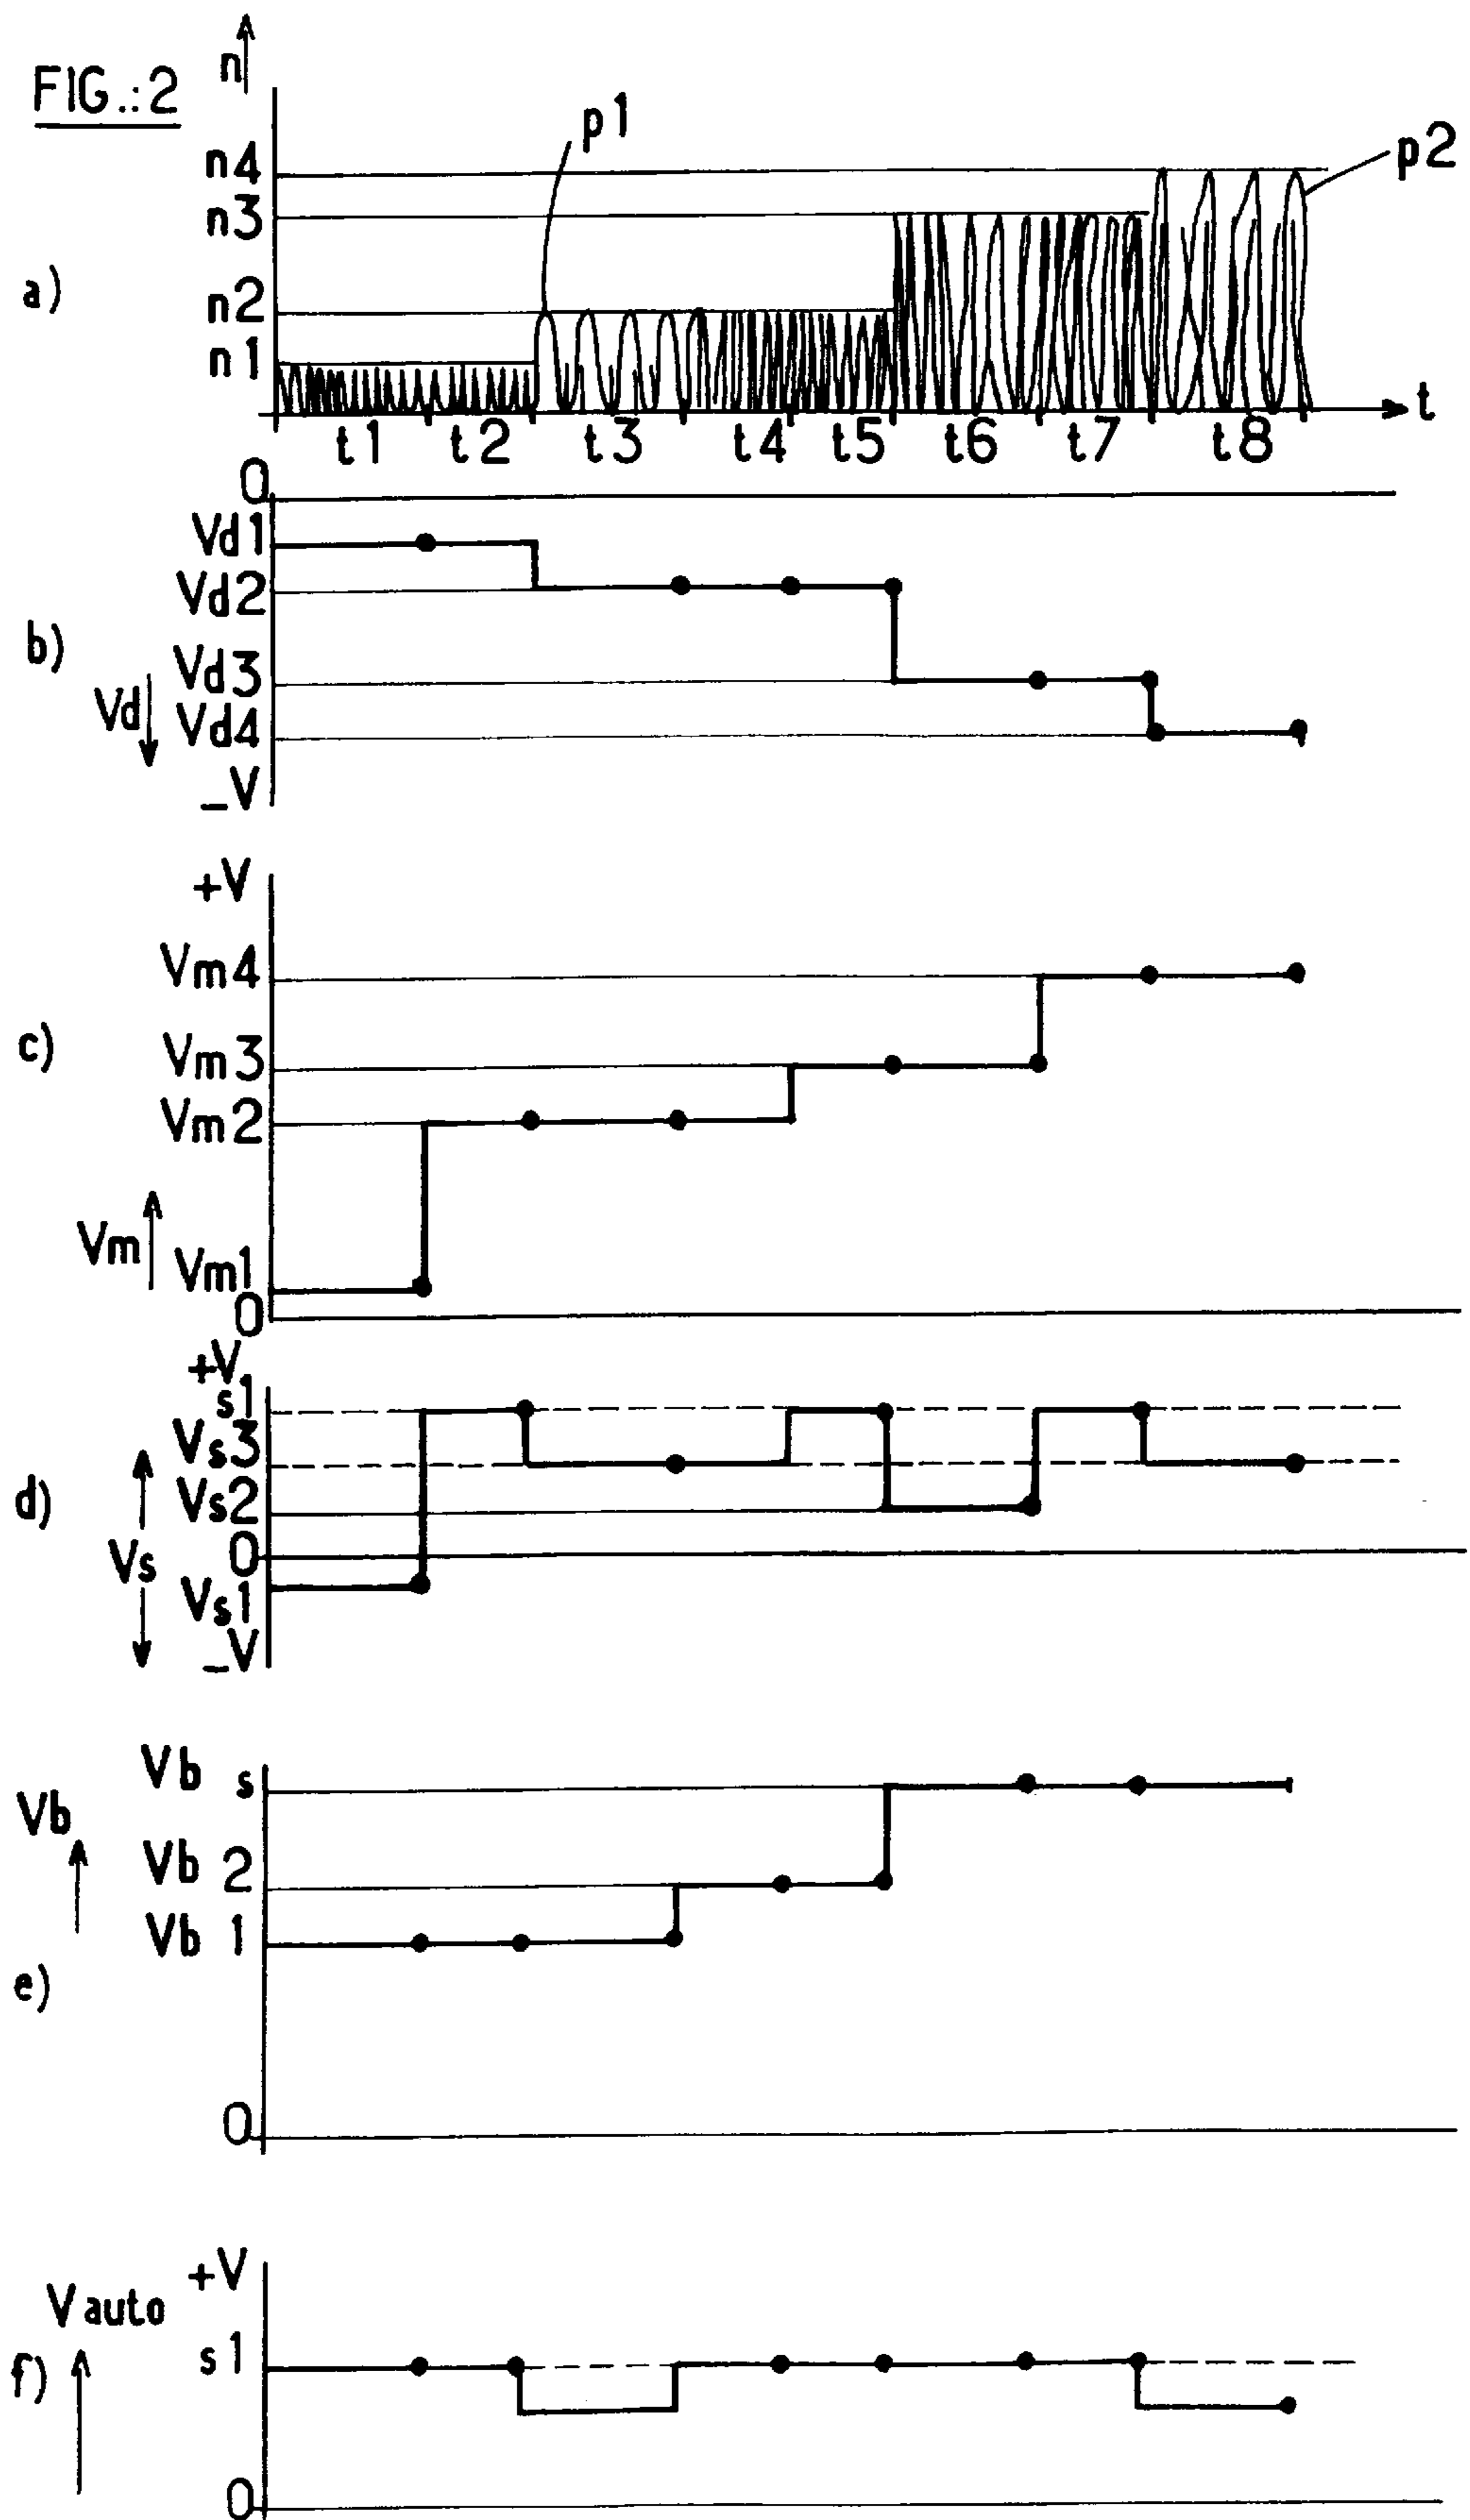 FIG.:2
n
p1
p2
n4
n3
a)
n2
n1
t
t1 t2 t3 t4 t5 t6 t7 t8
0
Vd1
Vd2
b)
Vd3
Vd
Vd4
-V
+V
Vm4
c)
Vm3
Vm2
Vm
Vm1
0
+V
s1
Vs3
d)
Vs2
Vs
0
Vs1
-V
Vb s
Vb
Vb 2
Vb 1
e)
0
+V
Vauto
s1
f)
0